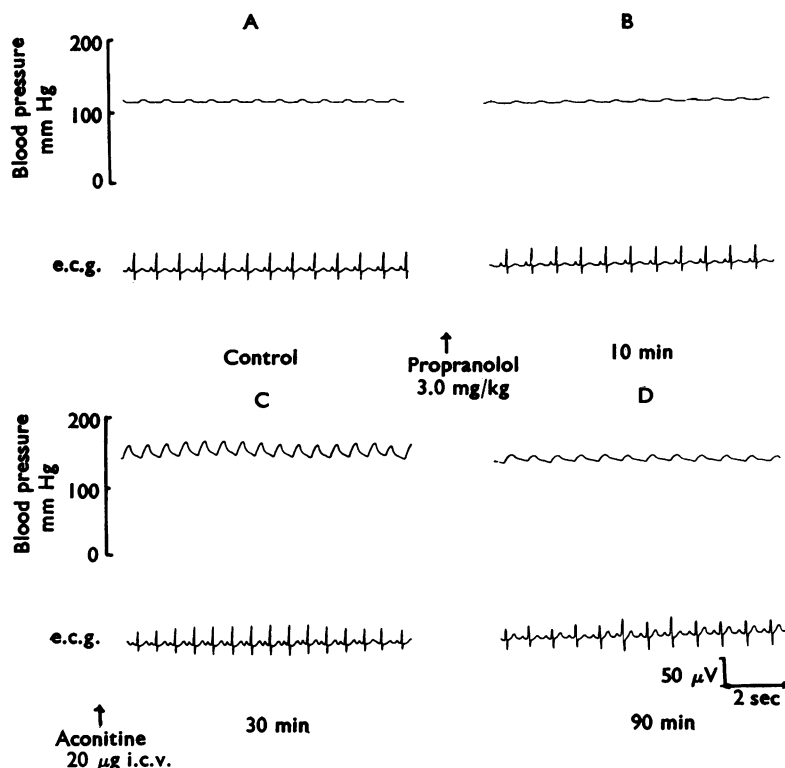 A
B
200
100
0
Blood pressure
mm Hg
e.c.g.
Control
↑
Propranolol
3.0 mg/kg
10 min
C
D
200
100
0
Blood pressure
mm Hg
e.c.g.
50 μV
2 sec
↑
Aconitine
20 μg i.c.v.
30 min
90 min